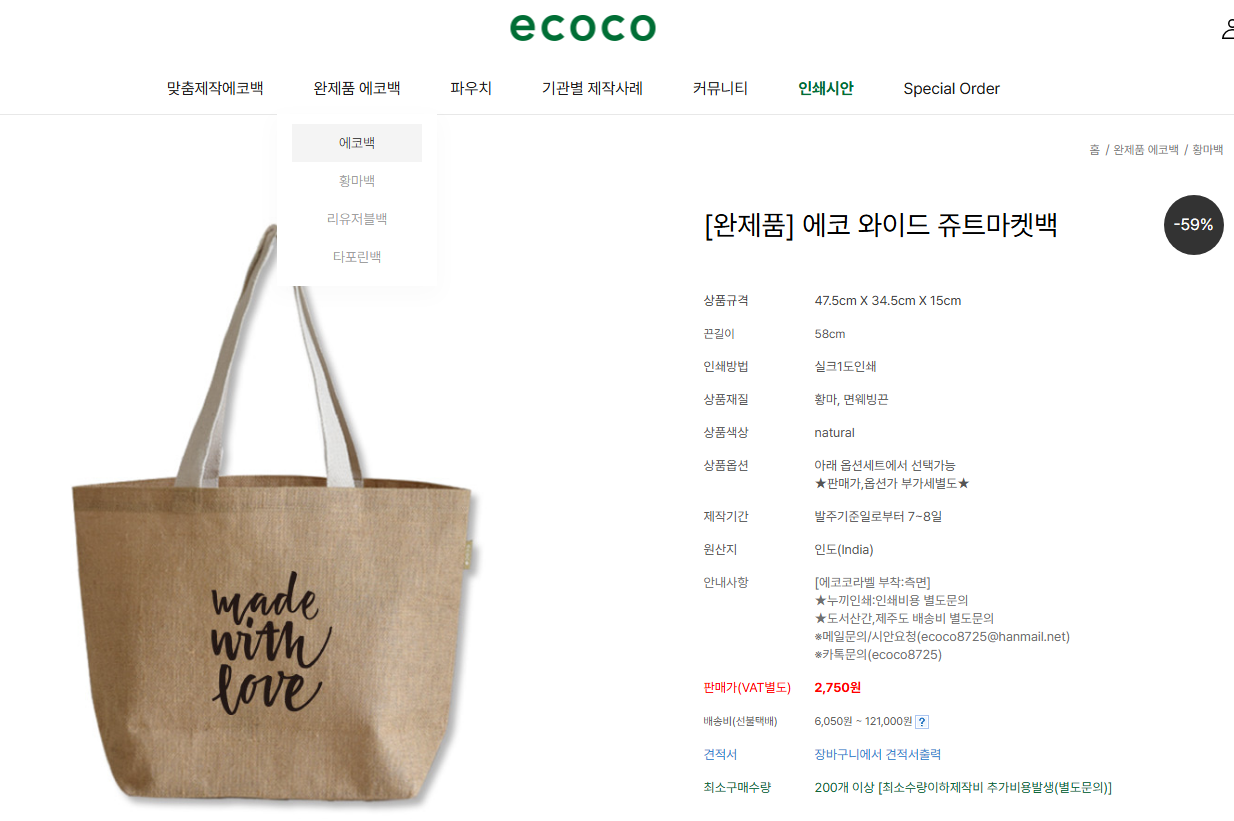 ecoco
맞춤제작에코백
완제품 에코백
파우치
기관별 제작사례
커뮤니티
인쇄시안
Special Order
에코백
황마백
리유저블백
타포린백
홈 / 완제품 에코백 / 황마백
[완제품] 에코 와이드 쥬트마켓백
-59%
상품규격 47.5cm X 34.5cm X 15cm
끈길이 58cm
인쇄방법 실크1도인쇄
상품재질 황마, 면웨빙끈
상품색상 natural
상품옵션 아래 옵션세트에서 선택가능
★판매가,옵션가 부가세별도★
제작기간 발주기준일로부터 7~8일
원산지 인도(India)
안내사항 [에코코라벨 부착:측면]
★누끼인쇄:인쇄비용 별도문의
★도서산간,제주도 배송비 별도문의
※메일문의/시안요청(ecoco8725@hanmail.net)
※카톡문의(ecoco8725)
판매가(VAT별도) 2,750원
배송비(선불택배) 6,050원 ~ 121,000원 ?
견적서 장바구니에서 견적서출력
최소구매수량 200개 이상 [최소수량이하제작비 추가비용발생(별도문의)]
made
with
love